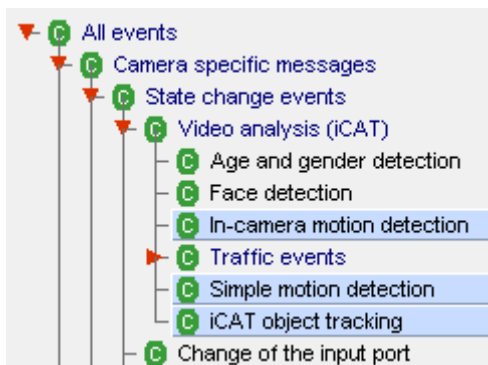 C All events
C Camera specific messages
C State change events
C Video analysis (iCAT)
C Age and gender detection
C Face detection
C In-camera motion detection
C Traffic events
C Simple motion detection
C iCAT object tracking
C Change of the input port